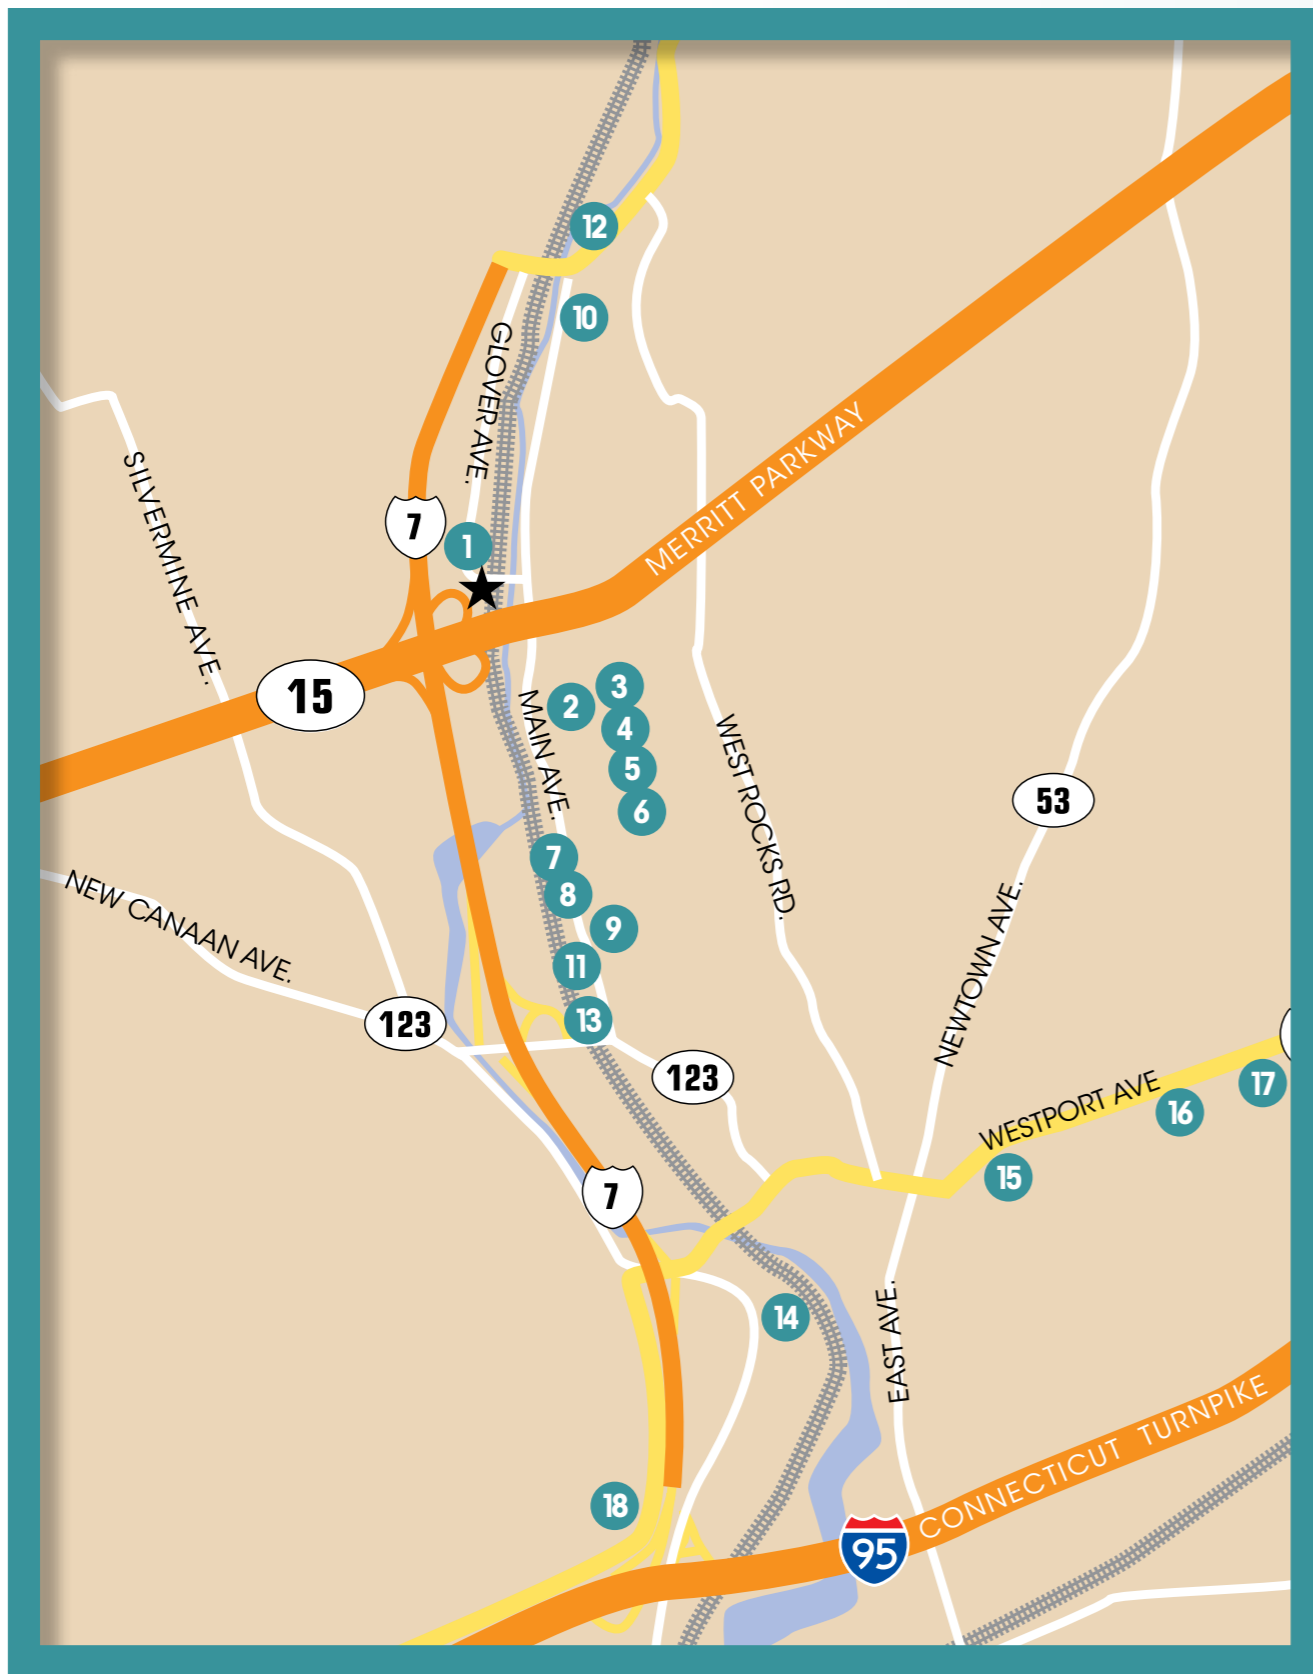 12
10
GLOVER AVE.
MERRITT PARKWAY
SILVERMINE AVE.
7
1
15
3
2
4
5
6
MAIN AVE.
WEST ROCKS RD.
53
7
8
9
NEW CANAAN AVE.
11
NEWTOWN AVE.
123
13
123
17
WESTPORT AVE
16
15
7
14
EAST AVE.
CONNECTICUT TURNPIKE
18
95